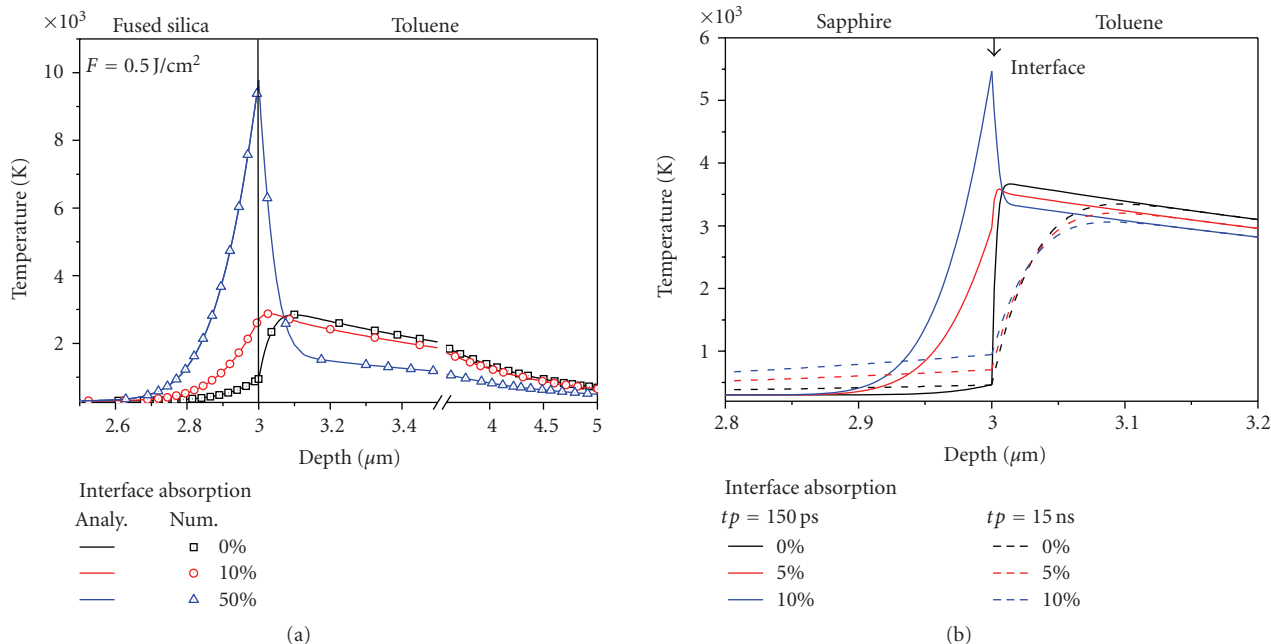 ×10³
Fused silica
Toluene
F = 0.5 J/cm²
10
8
6
4
2
Temperature (K)
2.6
2.8
3
3.2
3.4
4
4.5
5
Depth (μm)
Interface absorption
Analy.
Num.
0%
10%
50%
(a)
×10³
Sapphire
Toluene
Interface
6
5
4
3
2
1
Temperature (K)
2.8
2.9
3
3.1
3.2
Depth (μm)
Interface absorption
tp = 150 ps
tp = 15 ns
0%
0%
5%
5%
10%
10%
(b)